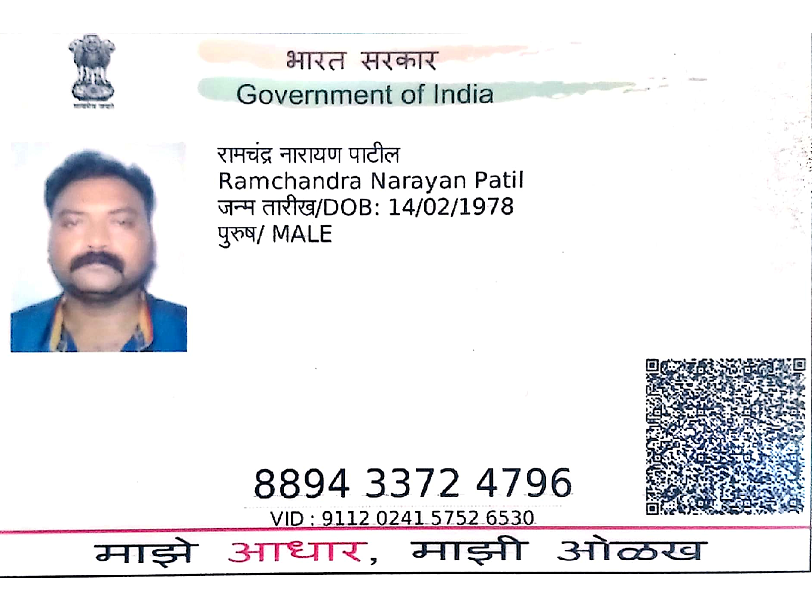 सत्यमेव जयते
भारत सरकार
Government of India
रामचंद्र नारायण पाटील
Ramchandra Narayan Patil
जन्म तारीख/DOB: 14/02/1978
पुरुष/ MALE
8894 3372 4796
VID : 9112 0241 5752 6530
माझे आधार, माझी ओळख